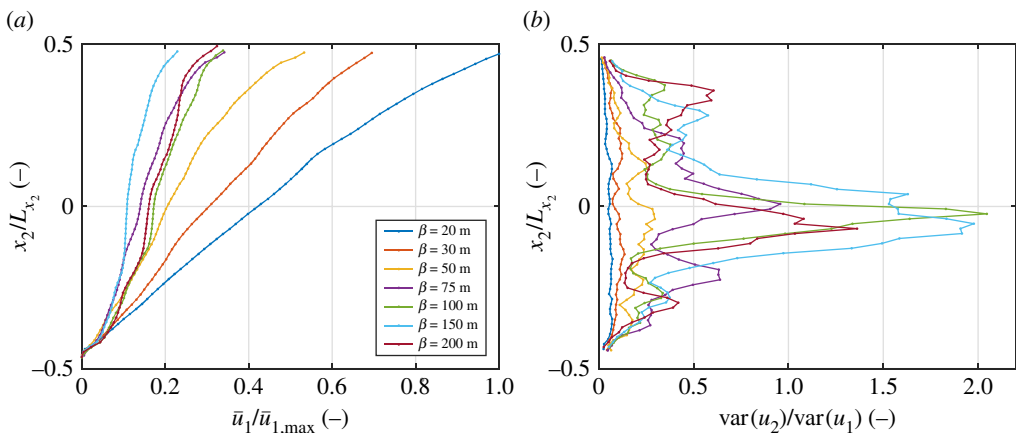 (a)
0.5
0
–0.5
x₂/Lₓ₂ (–)
0
0.2
0.4
0.6
0.8
1.0
ū₁/ū₁,max (–)
β = 20 m
β = 30 m
β = 50 m
β = 75 m
β = 100 m
β = 150 m
β = 200 m
(b)
0.5
0
–0.5
x₂/Lₓ₂ (–)
0
0.5
1.0
1.5
2.0
var(u₂)/var(u₁) (–)